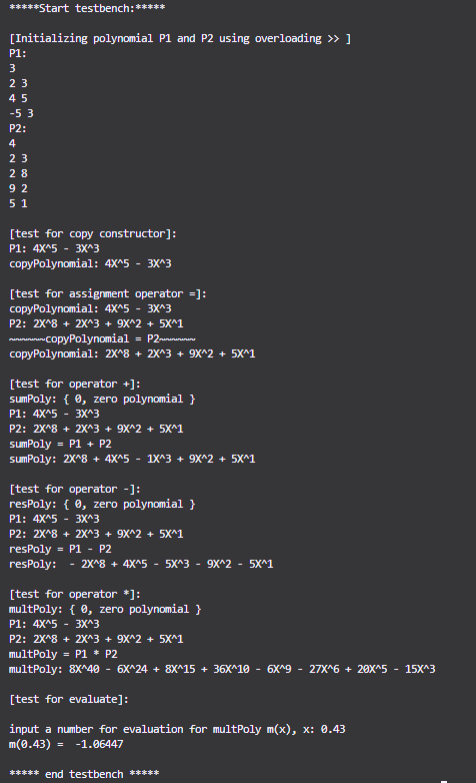 *****Start testbench:*****
[Initializing polynomial P1 and P2 using overloading >> ]
P1:
3
2 3
4 5
-5 3
P2:
4
2 3
2 8
9 2
5 1
[test for copy constructor]:
P1: 4X^5 - 3X^3
copyPolynomial: 4X^5 - 3X^3
[test for assignment operator =]:
copyPolynomial: 4X^5 - 3X^3
P2: 2X^8 + 2X^3 + 9X^2 + 5X^1
~~~~~~copyPolynomial = P2~~~~~~
copyPolynomial: 2X^8 + 2X^3 + 9X^2 + 5X^1
[test for operator +]:
sumPoly: { 0, zero polynomial }
P1: 4X^5 - 3X^3
P2: 2X^8 + 2X^3 + 9X^2 + 5X^1
sumPoly = P1 + P2
sumPoly: 2X^8 + 4X^5 - 1X^3 + 9X^2 + 5X^1
[test for operator -]:
resPoly: { 0, zero polynomial }
P1: 4X^5 - 3X^3
P2: 2X^8 + 2X^3 + 9X^2 + 5X^1
resPoly = P1 - P2
resPoly:  - 2X^8 + 4X^5 - 5X^3 - 9X^2 - 5X^1
[test for operator *]:
multPoly: { 0, zero polynomial }
P1: 4X^5 - 3X^3
P2: 2X^8 + 2X^3 + 9X^2 + 5X^1
multPoly = P1 * P2
multPoly: 8X^40 - 6X^24 + 8X^15 + 36X^10 - 6X^9 - 27X^6 + 20X^5 - 15X^3
[test for evaluate]:
input a number for evaluation for multPoly m(x), x: 0.43
m(0.43) =  -1.06447
***** end testbench *****